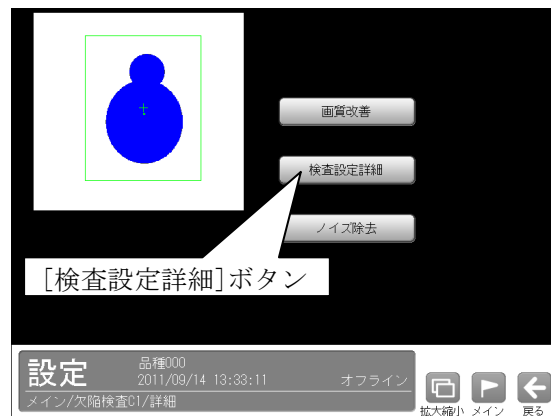 画質改善
検査設定詳細
ノイズ除去
[検査設定詳細]ボタン
設定
品種000
2011/09/14 13:33:11
オフライン
メイン/欠陥検査C1/詳細
拡大縮小 メイン 戻る